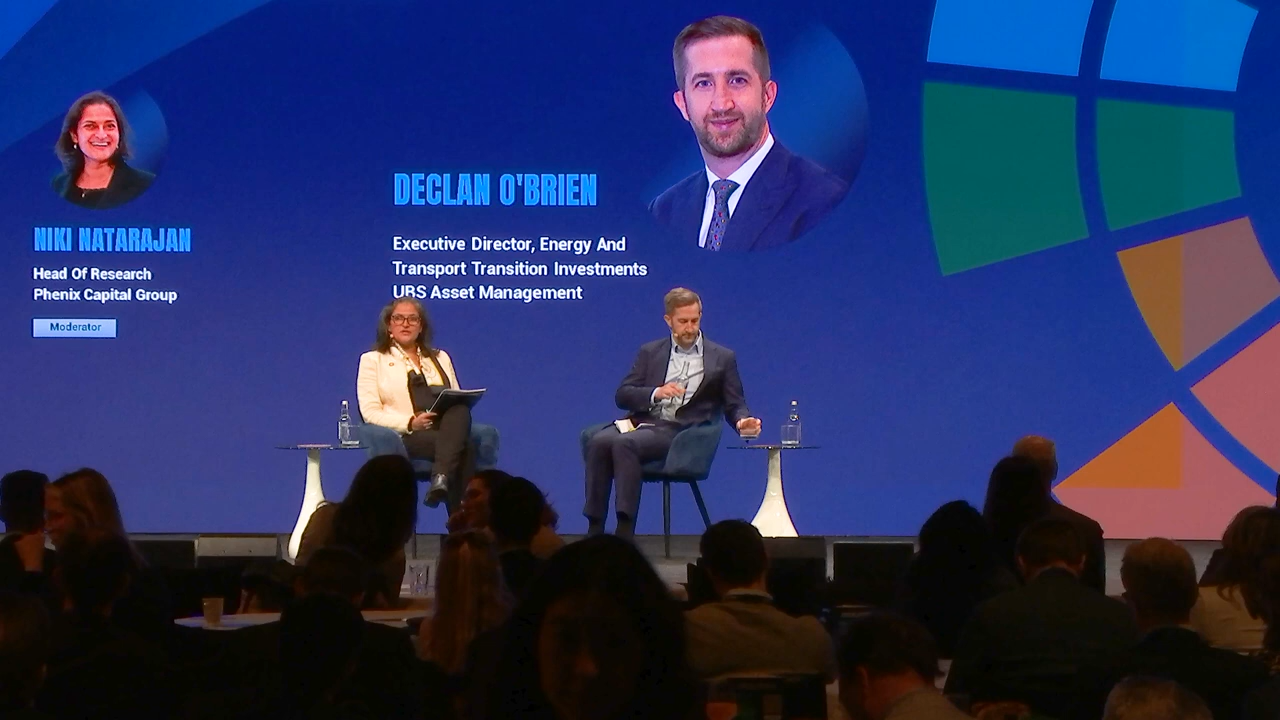 NIKI NATARAJAN
Head Of Research
Phenix Capital Group
Moderator
DECLAN O'BRIEN
Executive Director, Energy And
Transport Transition Investments
UBS Asset Management